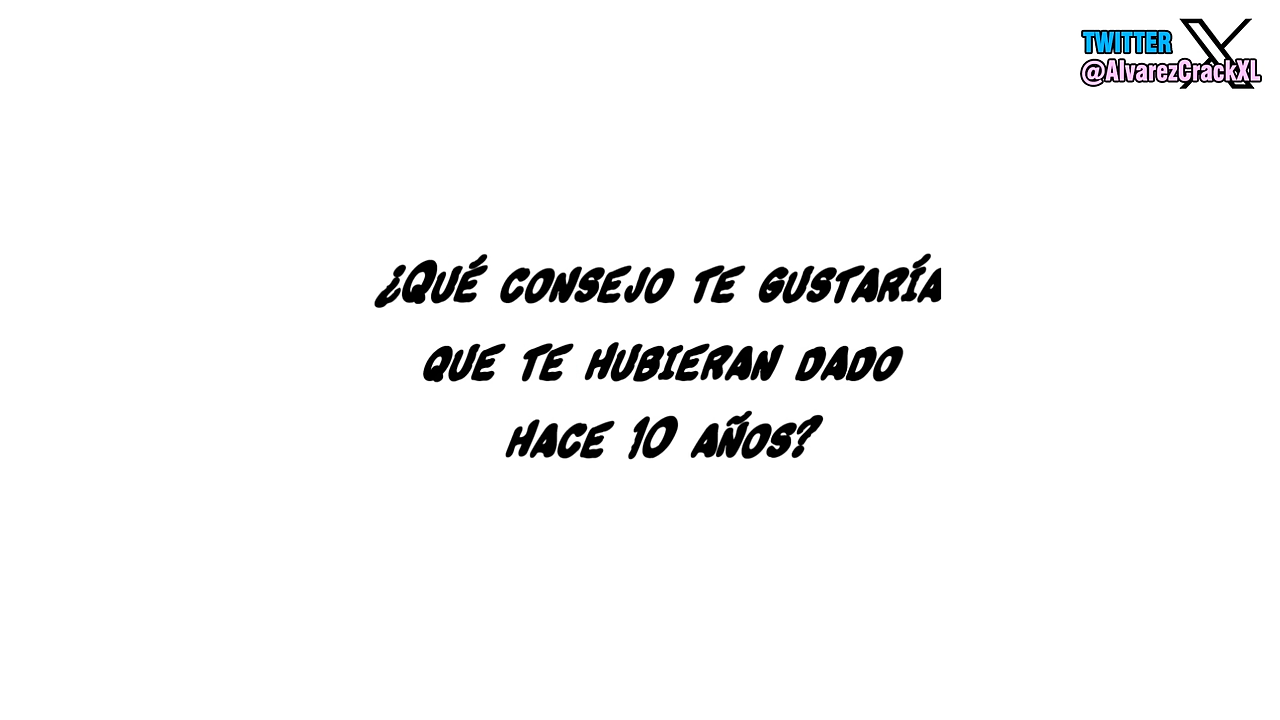 TWITTER
@AlvarezCrackXL
¿QUÉ CONSEJO TE GUSTARÍA
QUE TE HUBIERAN DADO
HACE 10 AÑOS?